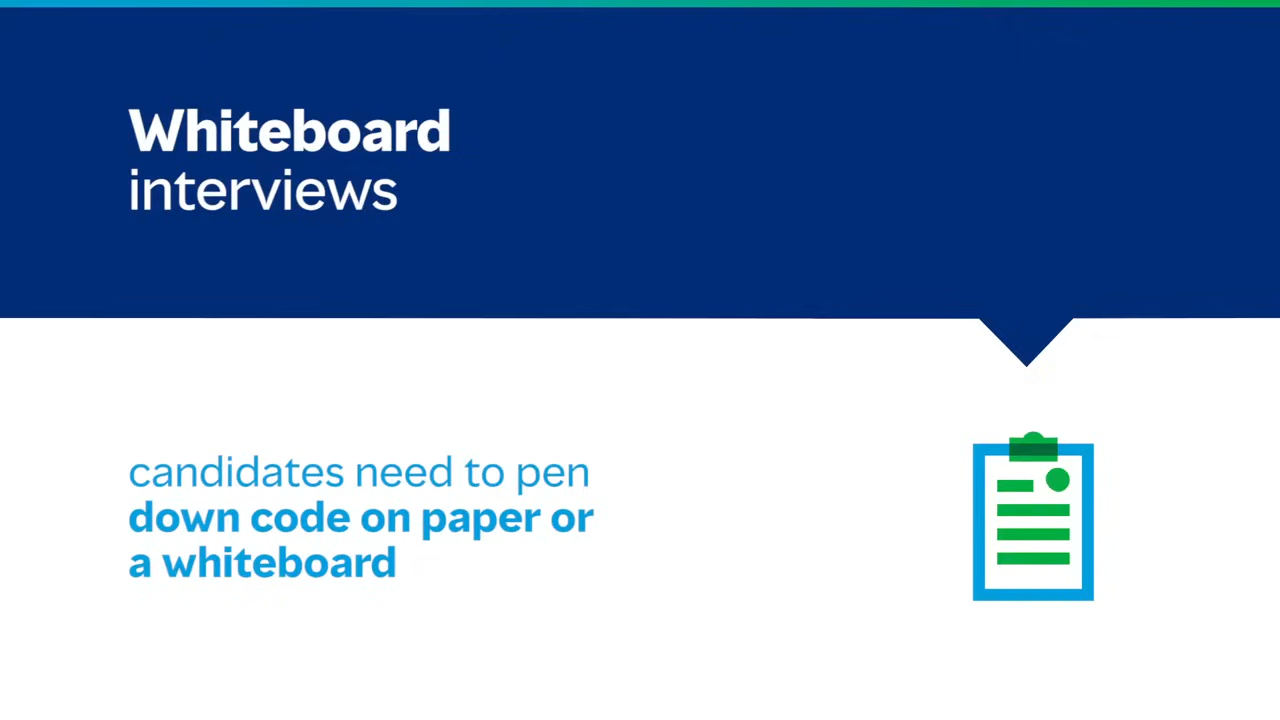 Whiteboard
interviews
candidates need to pen
down code on paper or
a whiteboard